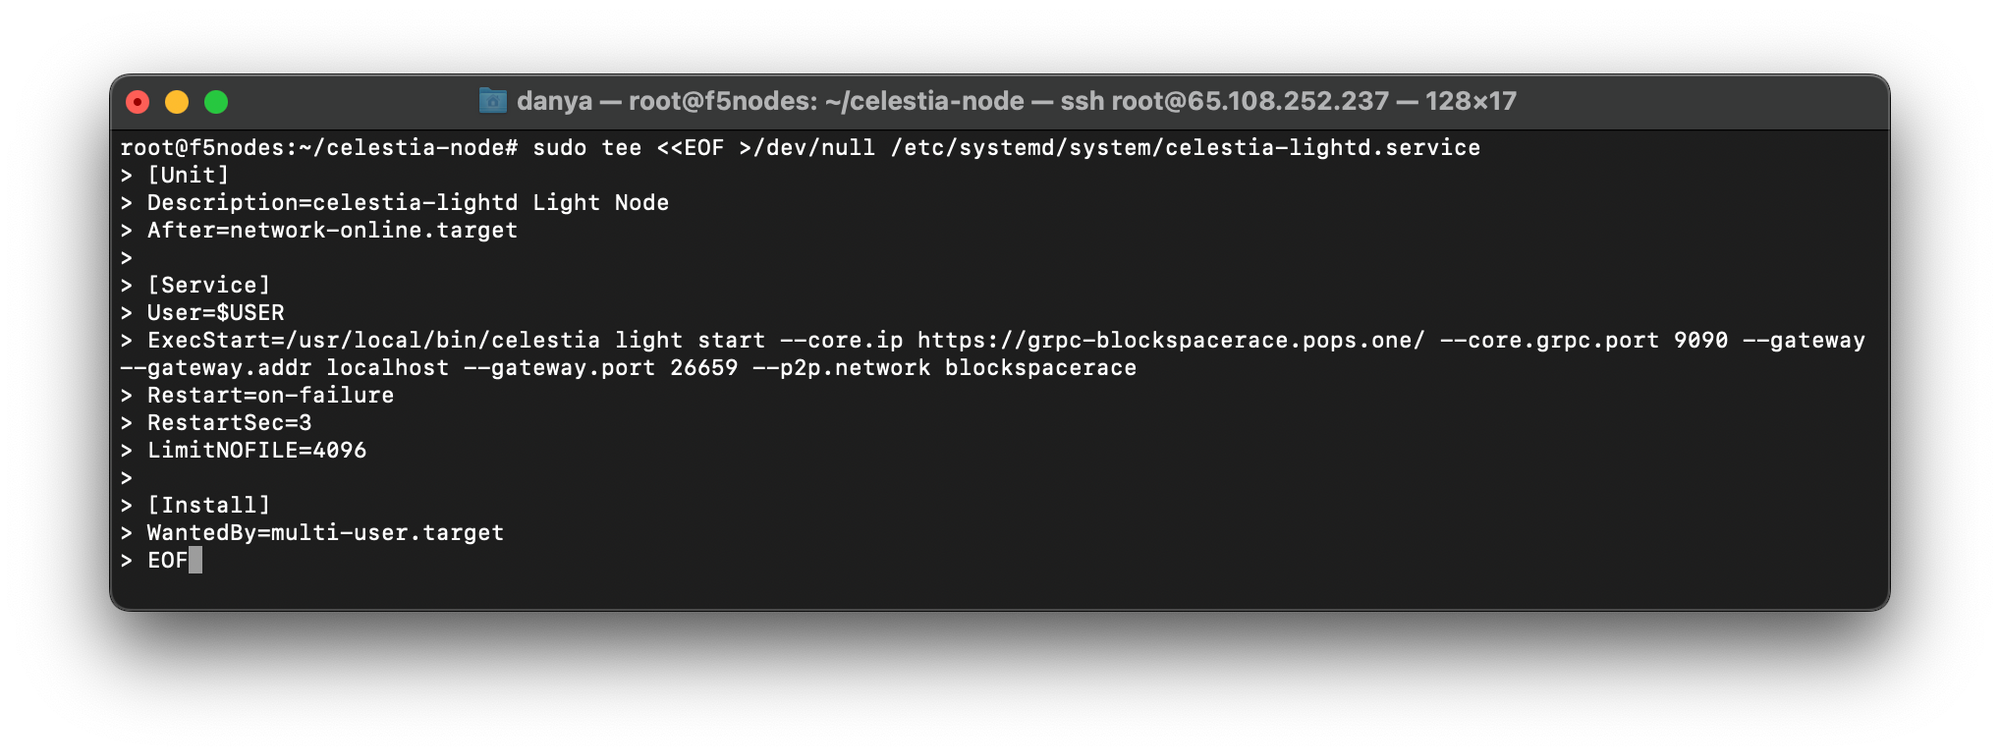 danya — root@f5nodes: ~/celestia-node — ssh root@65.108.252.237 — 128×17
root@f5nodes:~/celestia-node# sudo tee <<EOF >/dev/null /etc/systemd/system/celestia-lightd.service
> [Unit]
> Description=celestia-lightd Light Node
> After=network-online.target
>
> [Service]
> User=$USER
> ExecStart=/usr/local/bin/celestia light start --core.ip https://grpc-blockspacerace.pops.one/ --core.grpc.port 9090 --gateway
--gateway.addr localhost --gateway.port 26659 --p2p.network blockspacerace
> Restart=on-failure
> RestartSec=3
> LimitNOFILE=4096
>
> [Install]
> WantedBy=multi-user.target
> EOF